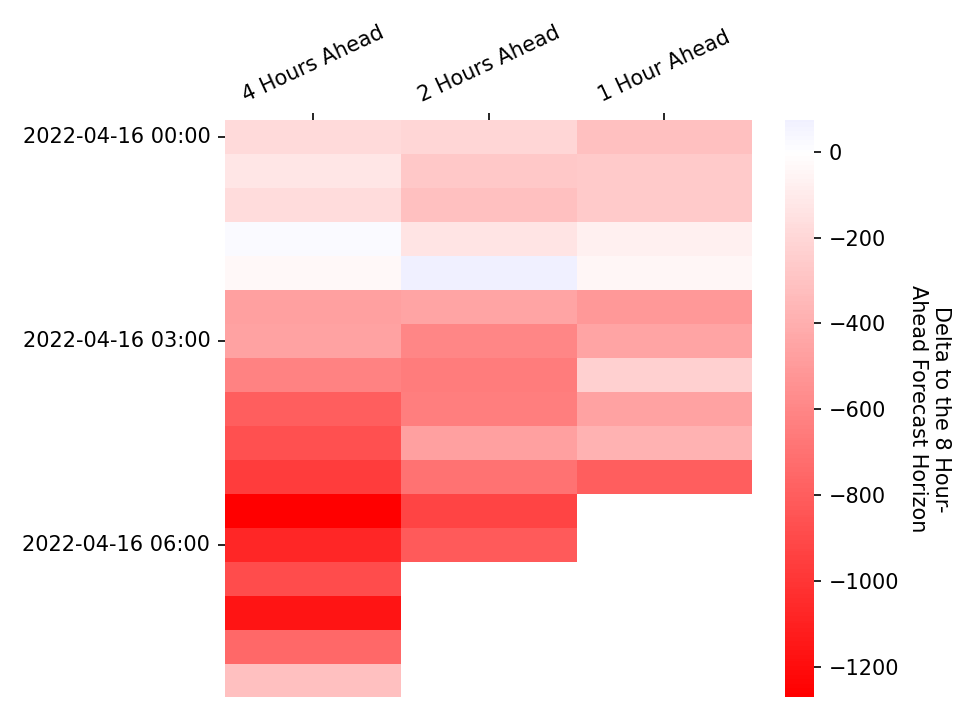 4 Hours Ahead
2 Hours Ahead
1 Hour Ahead
2022-04-16 00:00
2022-04-16 03:00
2022-04-16 06:00
0
−200
−400
−600
−800
−1000
−1200
Delta to the 8 Hour-
Ahead Forecast Horizon